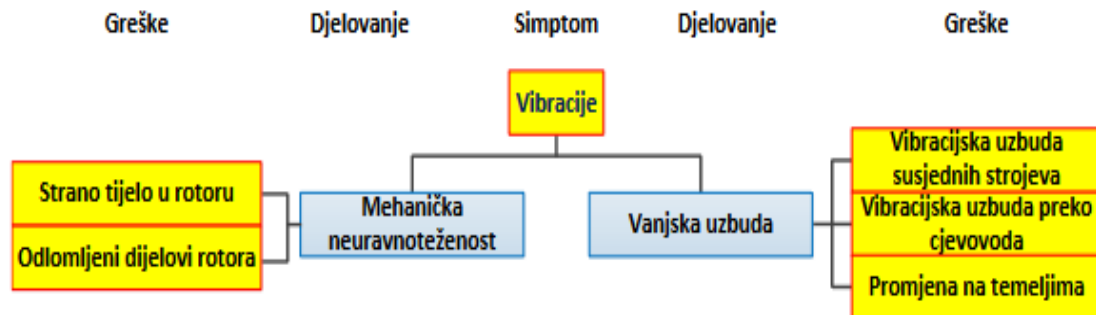 Greške Djelovanje Simptom Djelovanje Greške
Vibracije
Strano tijelo u rotoru
Odlomljeni dijelovi rotora
Mehanička
neuravnoteženost
Vanjska uzbuda
Vibracijska uzbuda
susjednih strojeva
Vibracijska uzbuda preko
cjevovoda
Promjena na temeljima